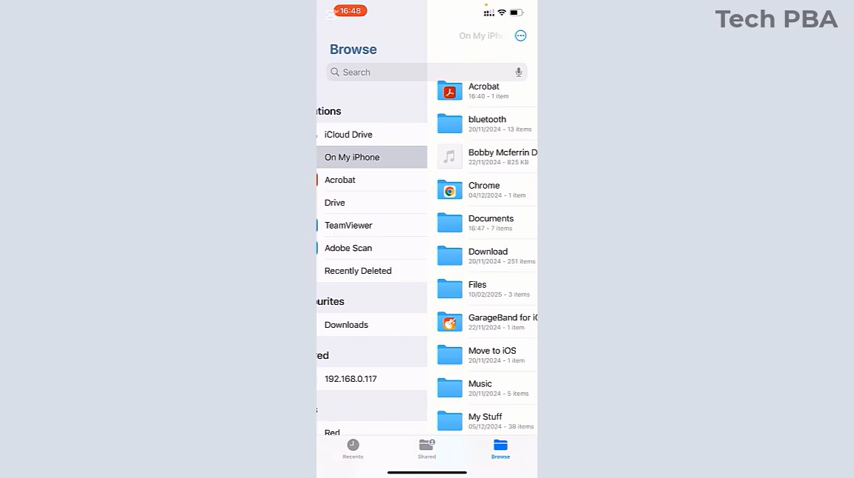 Tech PBA
16:48
On My iPh
Browse
Search
tions
iCloud Drive
On My iPhone
Acrobat
Drive
TeamViewer
Adobe Scan
Recently Deleted
urites
Downloads
ed
192.168.0.117
s
Red
Acrobat
16:40 - 1 item
bluetooth
20/11/2024 - 13 items
Bobby Mcferrin D
22/11/2024 - 825 KB
Chrome
04/12/2024 - 1 item
Documents
16:47 - 7 items
Download
20/11/2024 - 251 items
Files
10/02/2025 - 3 items
GarageBand for iO
22/11/2024 - 1 item
Move to iOS
20/11/2024 - 1 item
Music
20/11/2024 - 5 items
My Stuff
05/12/2024 - 38 items
Recents
Shared
Browse